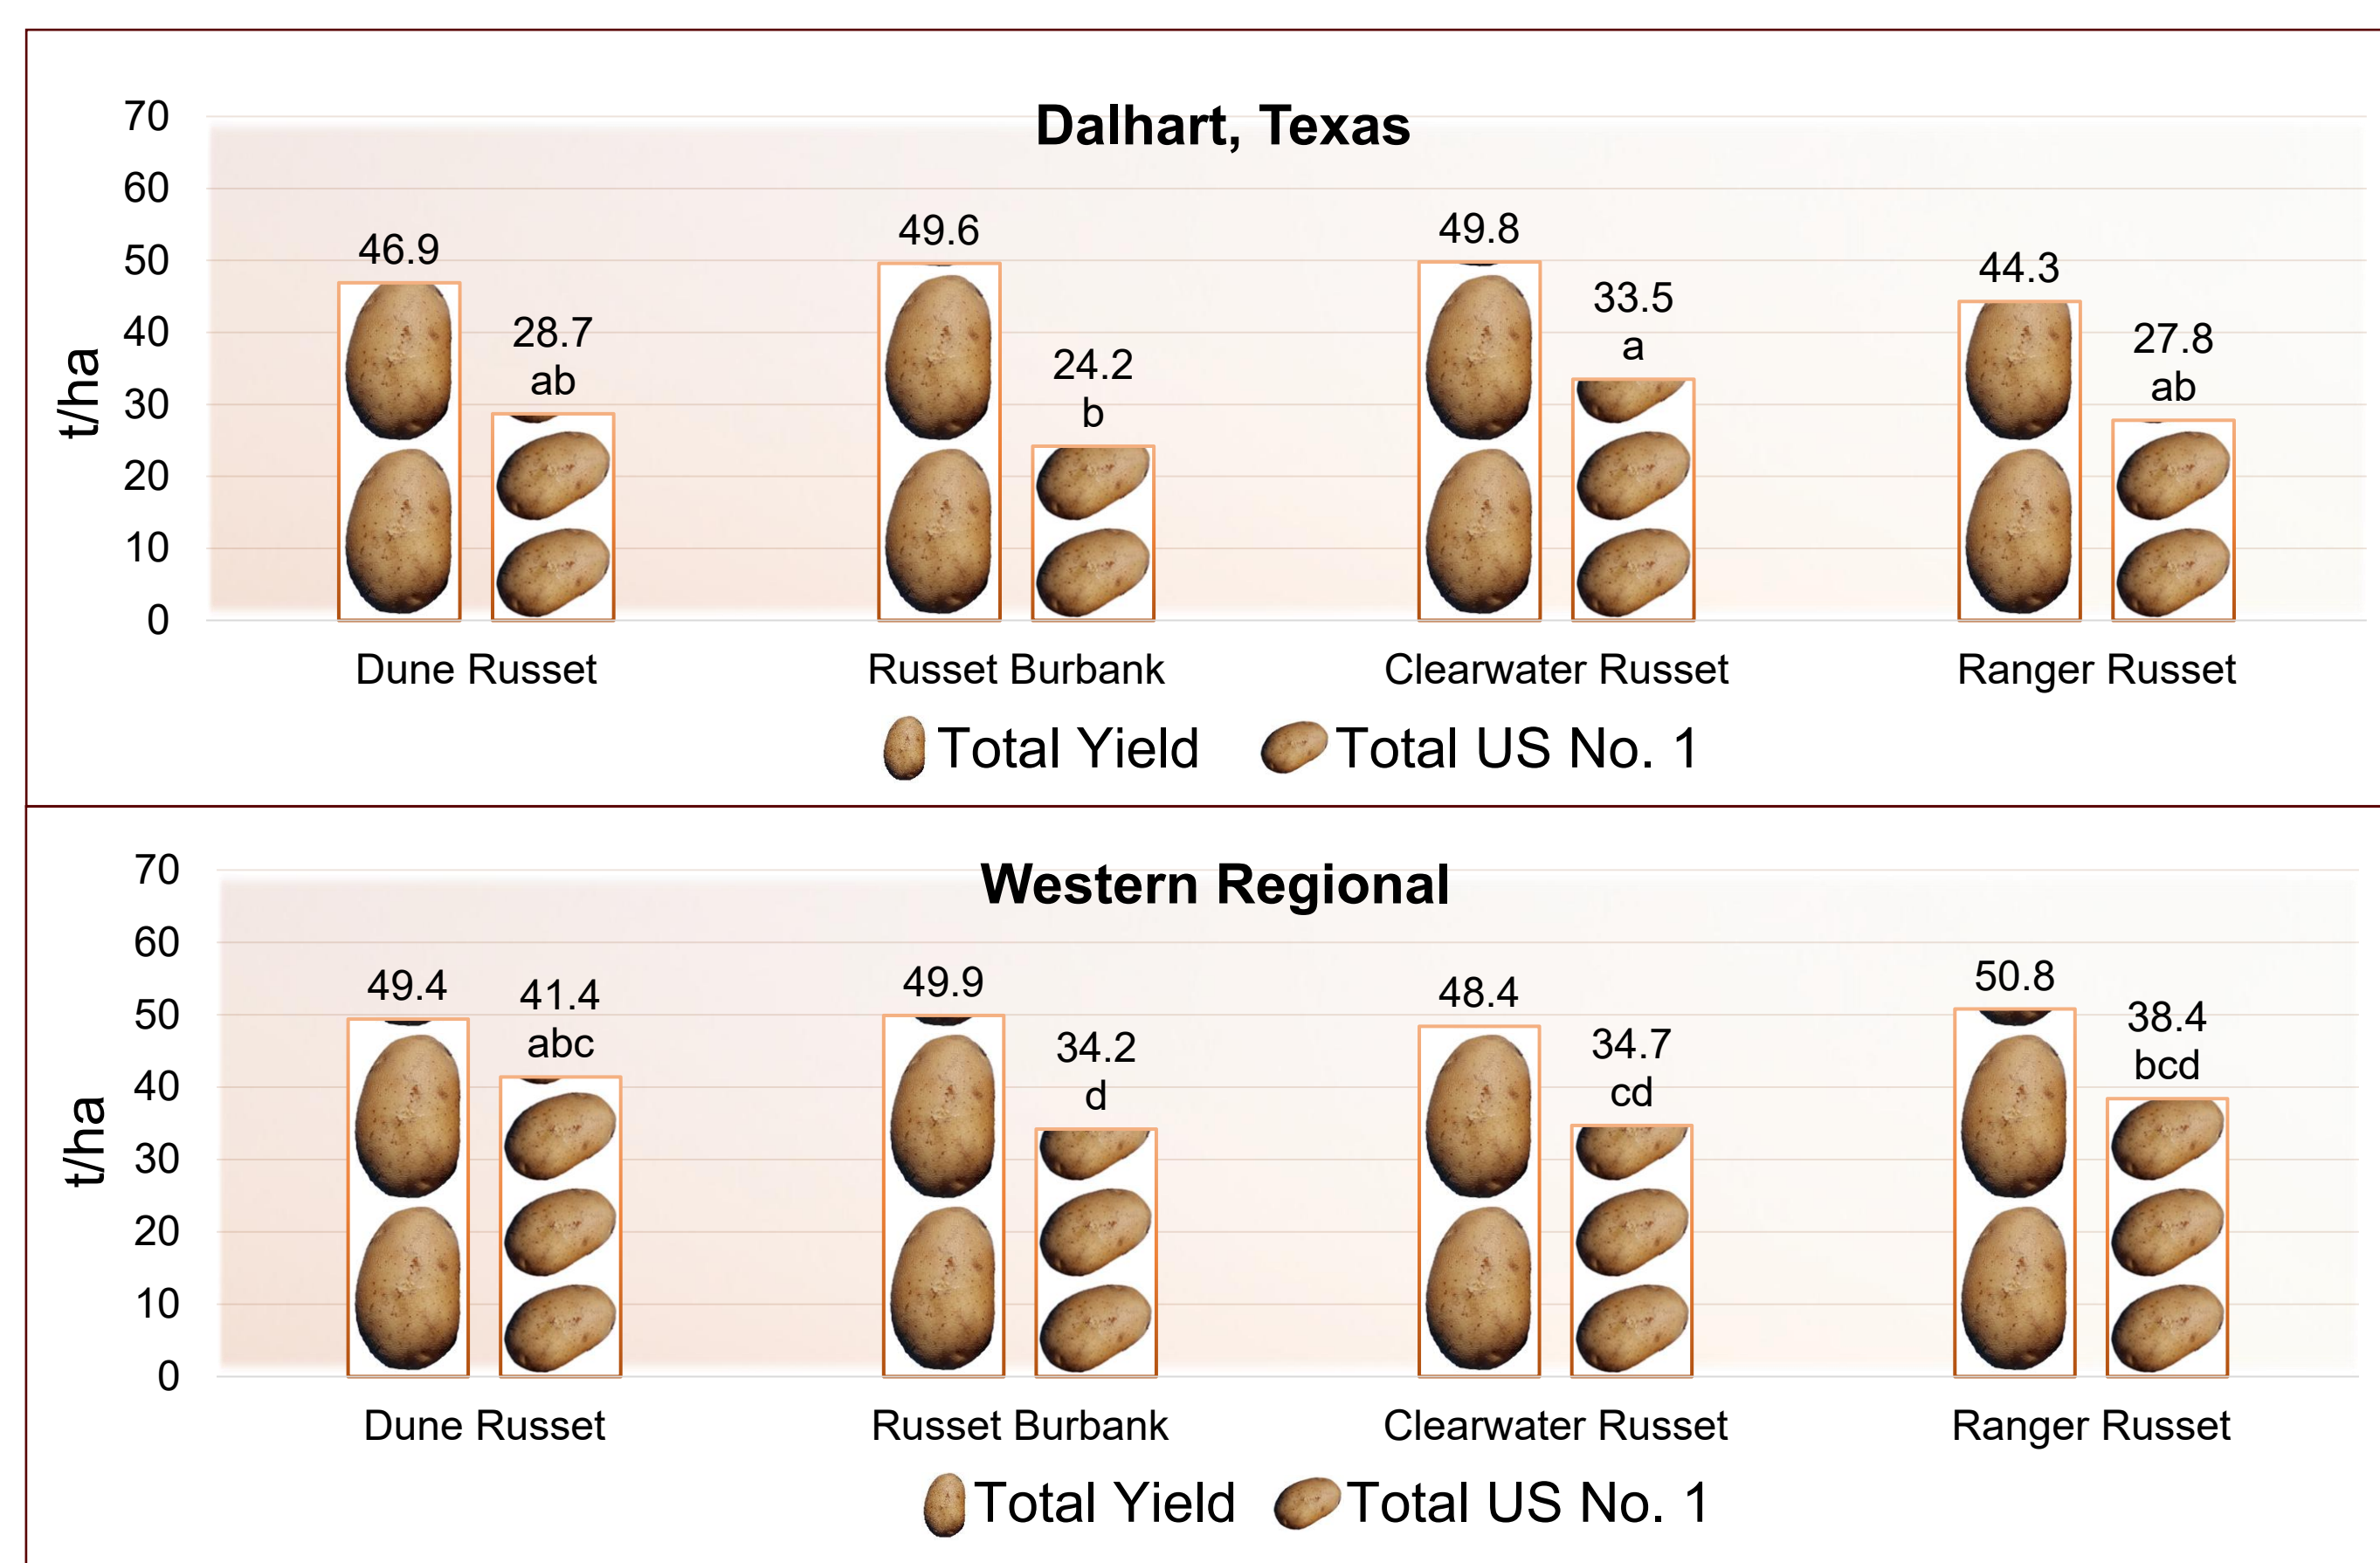 Dalhart, Texas
t/ha
70
60
50
40
30
20
10
0
46.9
28.7
ab
49.6
24.2
b
49.8
33.5
a
44.3
27.8
ab
Dune Russet
Russet Burbank
Clearwater Russet
Ranger Russet
Total Yield
Total US No. 1
Western Regional
t/ha
70
60
50
40
30
20
10
0
49.4
41.4
abc
49.9
34.2
d
48.4
34.7
cd
50.8
38.4
bcd
Dune Russet
Russet Burbank
Clearwater Russet
Ranger Russet
Total Yield
Total US No. 1